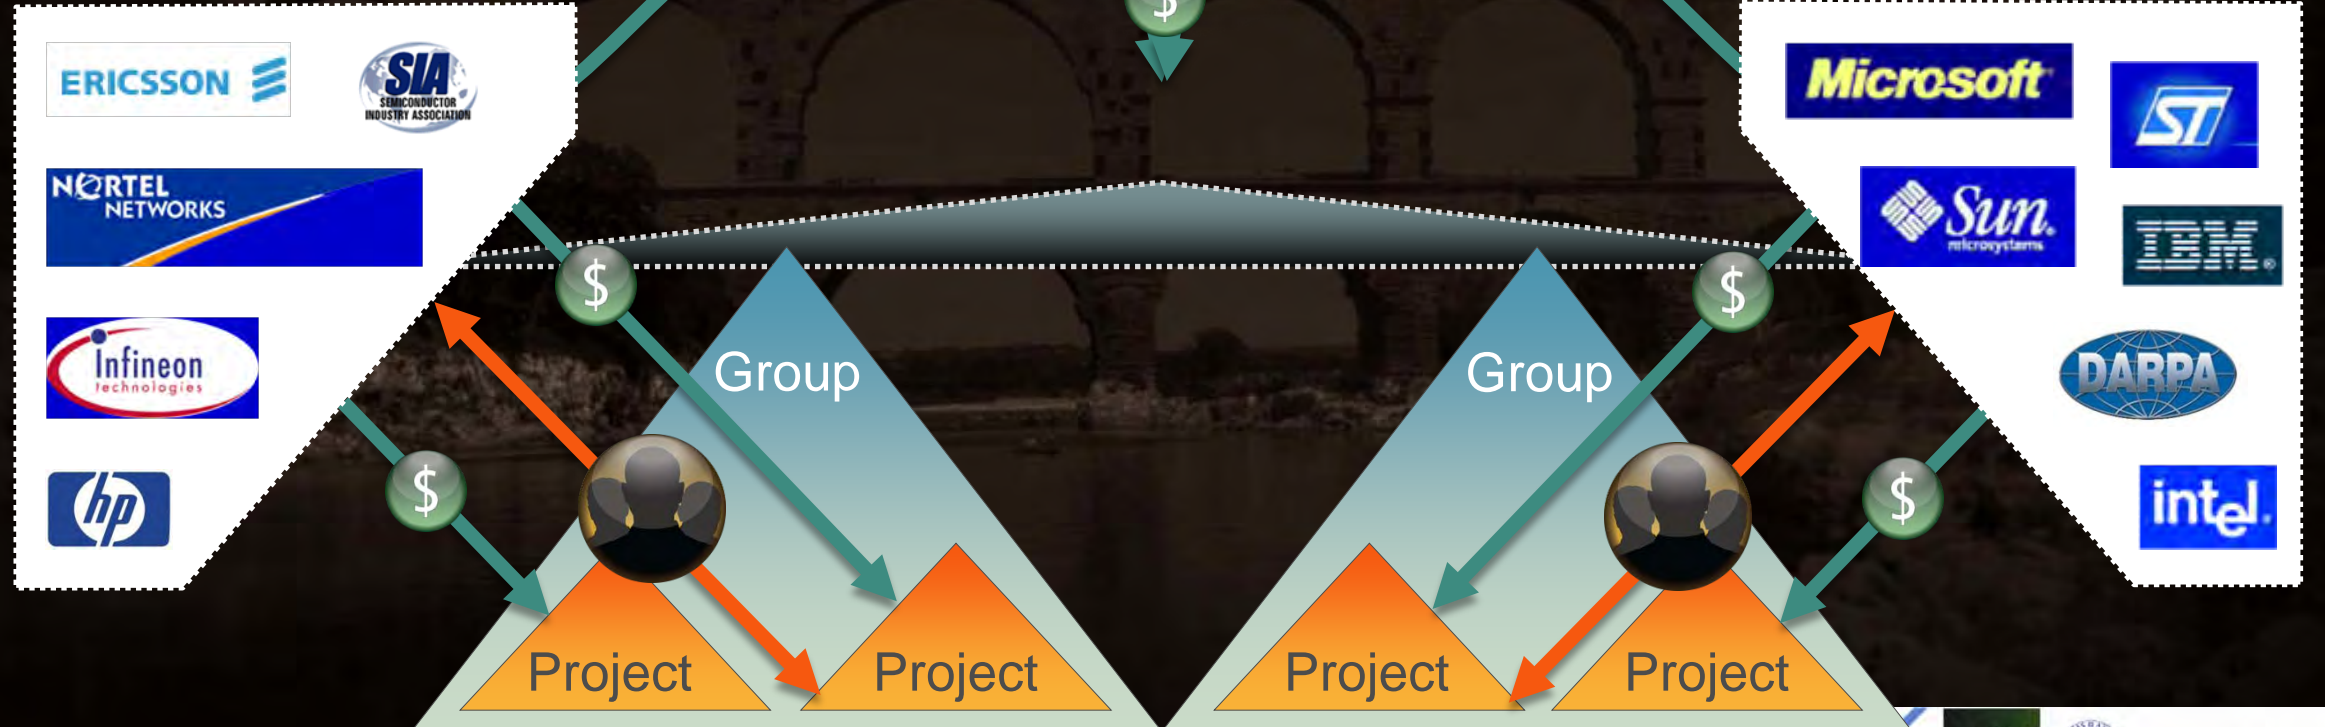 $
ERICSSON
SIA
SEMICONDUCTOR
INDUSTRY ASSOCIATION
Microsoft
ST
NORTEL
NETWORKS
Sun
microsystems
IBM®
$
$
Infineon
technologies
Group
Group
DARPA
hp
$
$
intel.
Project
Project
Project
Project